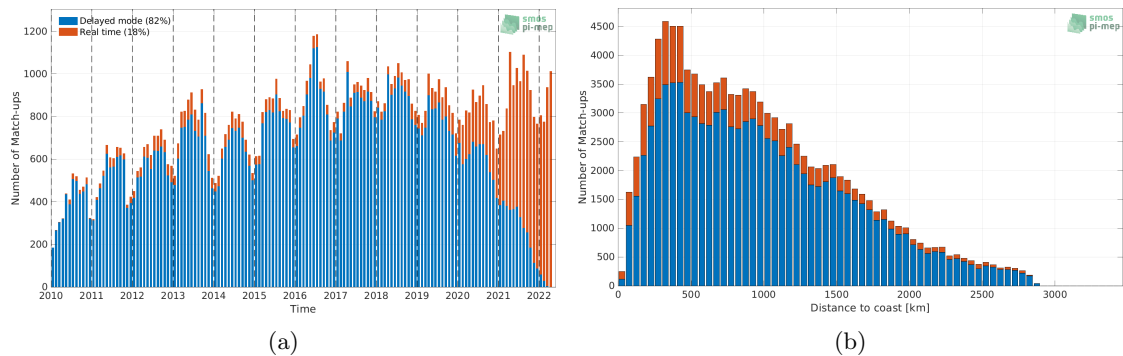 Delayed mode (82%)
Real time (18%)
smos
pi-mep
1200
1000
800
600
400
200
0
Number of Match-ups
2010 2011 2012 2013 2014 2015 2016 2017 2018 2019 2020 2021 2022
Time
(a)
smos
pi-mep
4500
4000
3500
3000
2500
2000
1500
1000
500
0
Number of Match-ups
0 500 1000 1500 2000 2500 3000
Distance to coast [km]
(b)